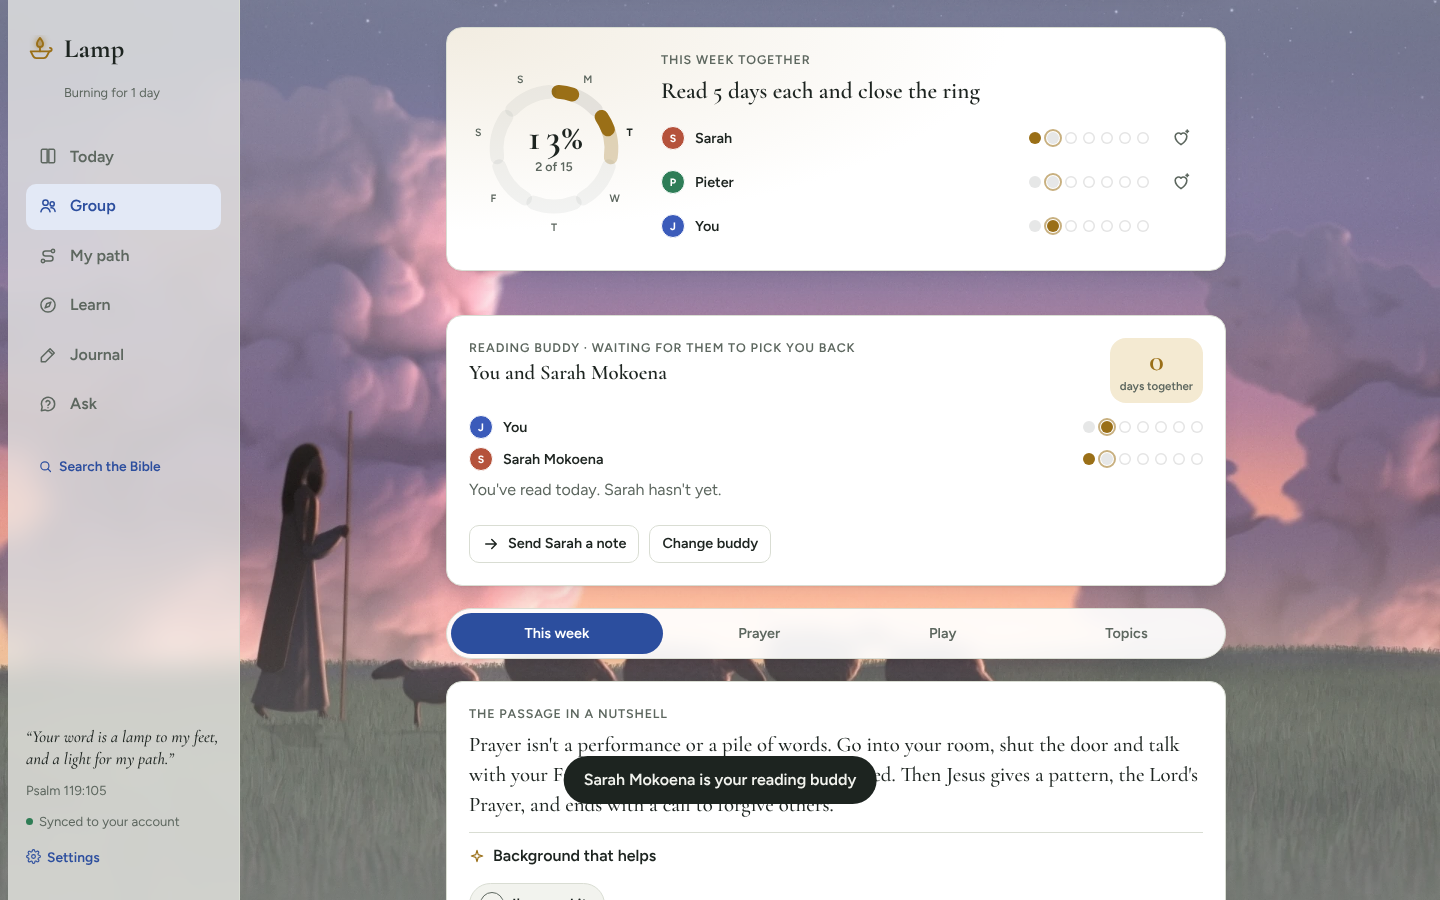 Lamp
Burning for 1 day
Today
Group
My path
Learn
Journal
Ask
Search the Bible
“Your word is a lamp to my feet,
and a light for my path.”
Psalm 119:105
Synced to your account
Settings
S M
S T
F W
T
13%
2 of 15
THIS WEEK TOGETHER
Read 5 days each and close the ring
S Sarah
P Pieter
J You
READING BUDDY · WAITING FOR THEM TO PICK YOU BACK
You and Sarah Mokoena
0
days together
J You
S Sarah Mokoena
You've read today. Sarah hasn't yet.
Send Sarah a note Change buddy
This week Prayer Play Topics
THE PASSAGE IN A NUTSHELL
Prayer isn't a performance or a pile of words. Go into your room, shut the door and talk
with your ed. Then Jesus gives a pattern, the Lord's
Prayer, and ends with a call to forgive others.
Sarah Mokoena is your reading buddy
Background that helps